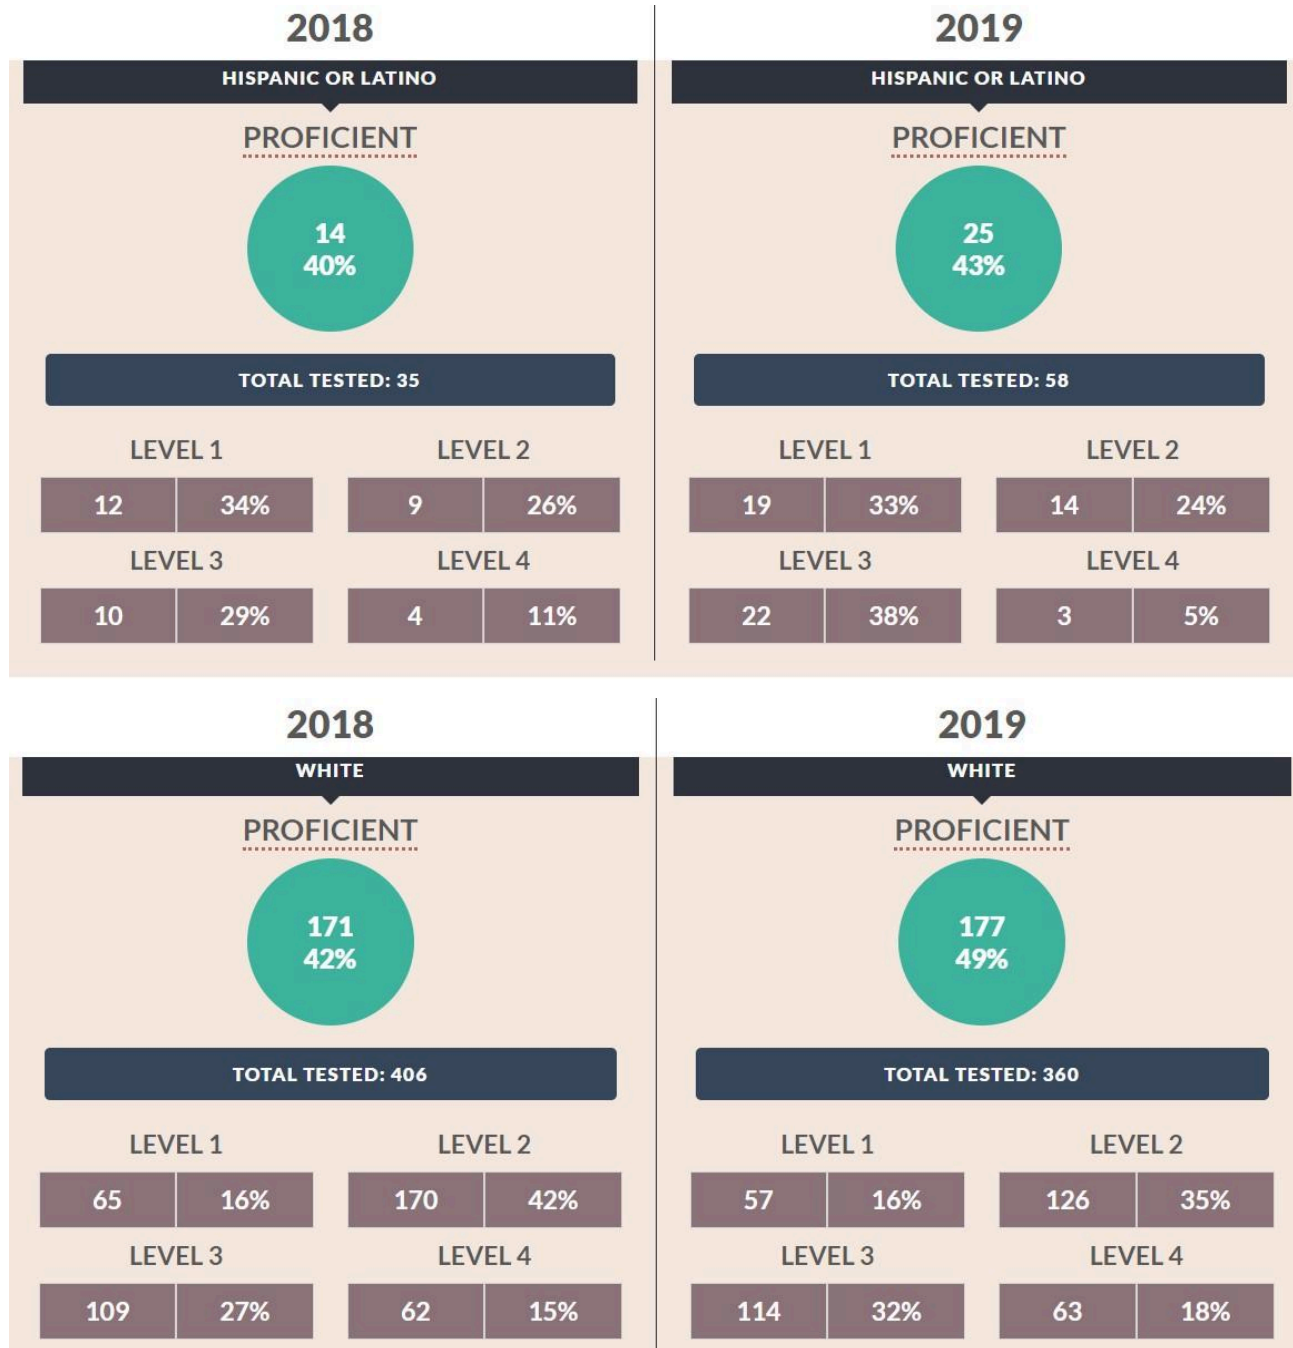 2018 2019
HISPANIC OR LATINO HISPANIC OR LATINO
PROFICIENT PROFICIENT
14 25
40% 43%
TOTAL TESTED: 35 TOTAL TESTED: 58
LEVEL 1 LEVEL 2 LEVEL 1 LEVEL 2
12 34% 9 26% 19 33% 14 24%
LEVEL 3 LEVEL 4 LEVEL 3 LEVEL 4
10 29% 4 11% 22 38% 3 5%
2018 2019
WHITE WHITE
PROFICIENT PROFICIENT
171 177
42% 49%
TOTAL TESTED: 406 TOTAL TESTED: 360
LEVEL 1 LEVEL 2 LEVEL 1 LEVEL 2
65 16% 170 42% 57 16% 126 35%
LEVEL 3 LEVEL 4 LEVEL 3 LEVEL 4
109 27% 62 15% 114 32% 63 18%